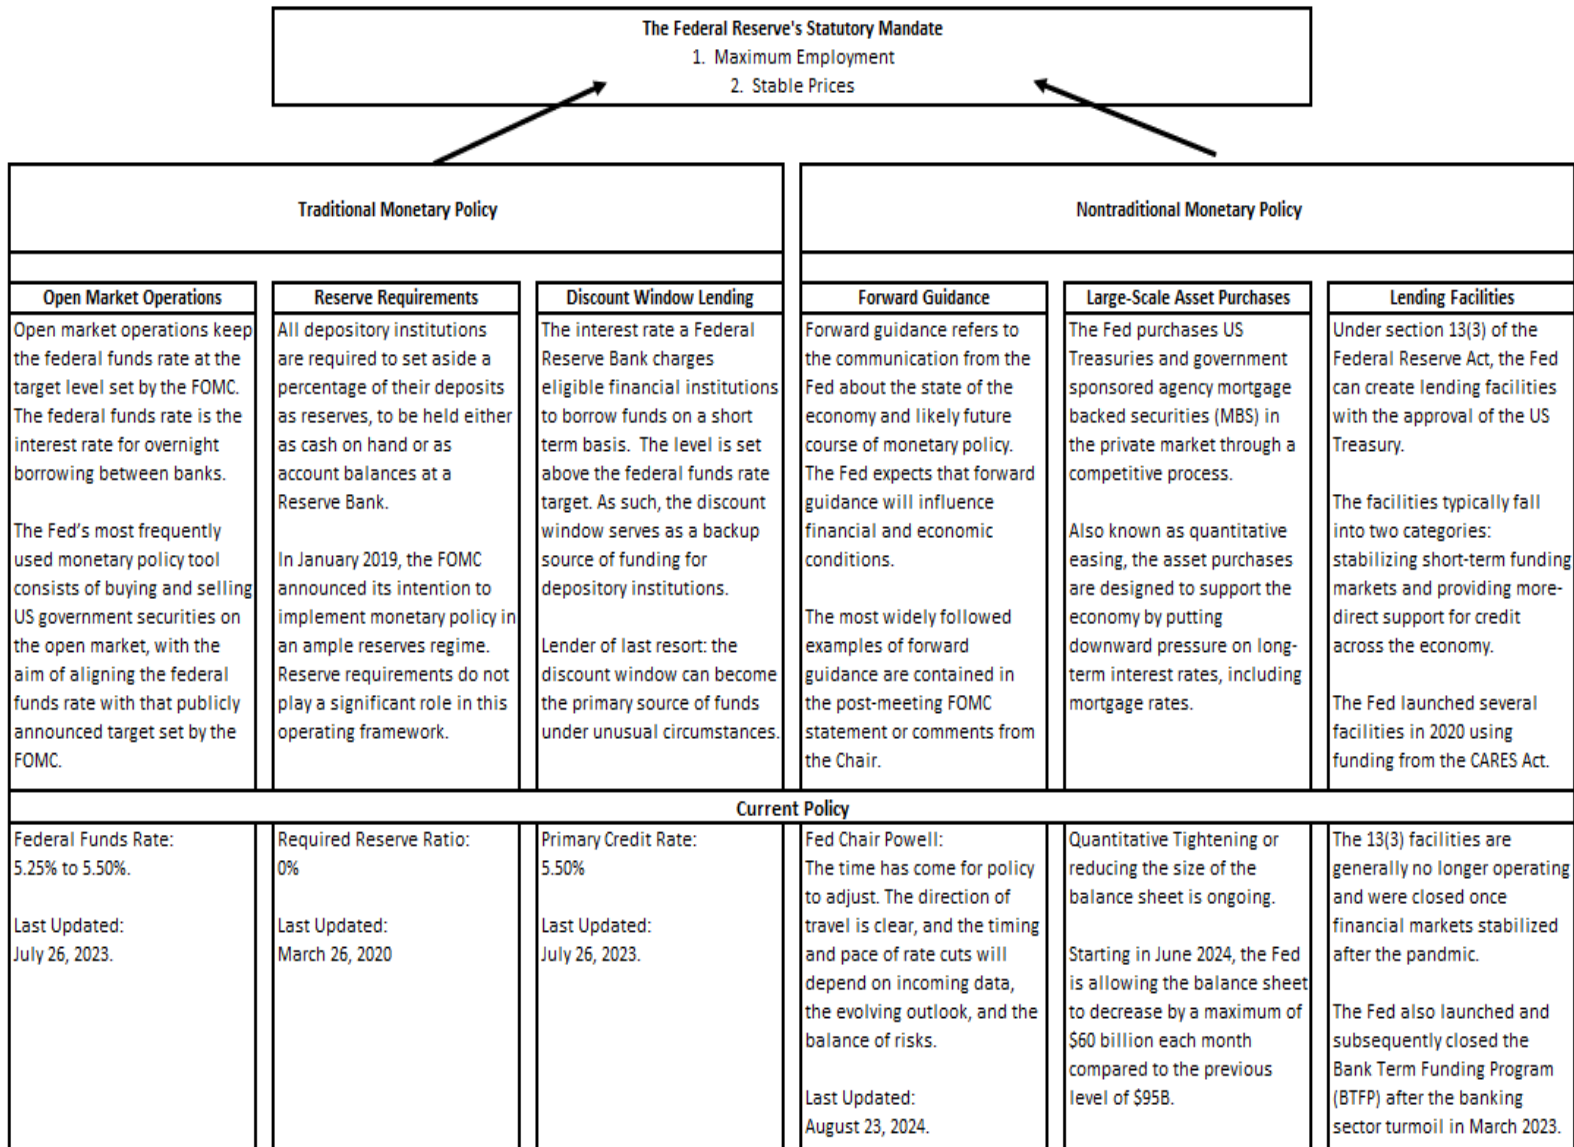 The Federal Reserve's Statutory Mandate
1. Maximum Employment
2. Stable Prices
Traditional Monetary Policy
Nontraditional Monetary Policy
Open Market Operations
Open market operations keep
the federal funds rate at the
target level set by the FOMC.
The federal funds rate is the
interest rate for overnight
borrowing between banks.
The Fed's most frequently
used monetary policy tool
consists of buying and selling
US government securities on
the open market, with the
aim of aligning the federal
funds rate with that publicly
announced target set by the
FOMC.
Reserve Requirements
All depository institutions
are required to set aside a
percentage of their deposits
as reserves, to be held either
as cash on hand or as
account balances at a
Reserve Bank.
In January 2019, the FOMC
announced its intention to
implement monetary policy in
an ample reserves regime.
Reserve requirements do not
play a significant role in this
operating framework.
Discount Window Lending
The interest rate a Federal
Reserve Bank charges
eligible financial institutions
to borrow funds on a short
term basis. The level is set
above the federal funds rate
target. As such, the discount
window serves as a backup
source of funding for
depository institutions.
Lender of last resort: the
discount window can become
the primary source of funds
under unusual circumstances.
Forward Guidance
Forward guidance refers to
the communication from the
Fed about the state of the
economy and likely future
course of monetary policy.
The Fed expects that forward
guidance will influence
financial and economic
conditions.
The most widely followed
examples of forward
guidance are contained in
the post-meeting FOMC
statement or comments from
the Chair.
Large-Scale Asset Purchases
The Fed purchases US
Treasuries and government
sponsored agency mortgage
backed securities (MBS) in
the private market through a
competitive process.
Also known as quantitative
easing, the asset purchases
are designed to support the
economy by putting
downward pressure on long-
term interest rates, including
mortgage rates.
Lending Facilities
Under section 13(3) of the
Federal Reserve Act, the Fed
can create lending facilities
with the approval of the US
Treasury.
The facilities typically fall
into two categories:
stabilizing short-term funding
markets and providing more-
direct support for credit
across the economy.
The Fed launched several
facilities in 2020 using
funding from the CARES Act.
Current Policy
Federal Funds Rate:
5.25% to 5.50%.
Last Updated:
July 26, 2023.
Required Reserve Ratio:
0%
Last Updated:
March 26, 2020
Primary Credit Rate:
5.50%
Last Updated:
July 26, 2023.
Fed Chair Powell:
The time has come for policy
to adjust. The direction of
travel is clear, and the timing
and pace of rate cuts will
depend on incoming data,
the evolving outlook, and the
balance of risks.
Last Updated:
August 23, 2024.
Quantitative Tightening or
reducing the size of the
balance sheet is ongoing.
Starting in June 2024, the Fed
is allowing the balance sheet
to decrease by a maximum of
$60 billion each month
compared to the previous
level of $95B.
The 13(3) facilities are
generally no longer operating
and were closed once
financial markets stabilized
after the pandmic.
The Fed also launched and
subsequently closed the
Bank Term Funding Program
(BTFP) after the banking
sector turmoil in March 2023.